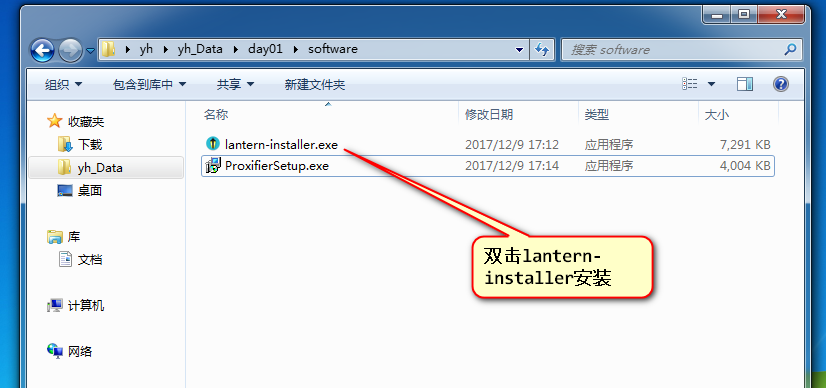 yh yh_Data day01 software
搜索 software
组织 包含到库中 共享 新建文件夹
名称 修改日期 类型 大小
收藏夹
下载
yh_Data
桌面
库
文档
计算机
网络
lantern-installer.exe 2017/12/9 17:12 应用程序 7,291 KB
ProxifierSetup.exe 2017/12/9 17:14 应用程序 4,004 KB
双击lantern-
installer安装